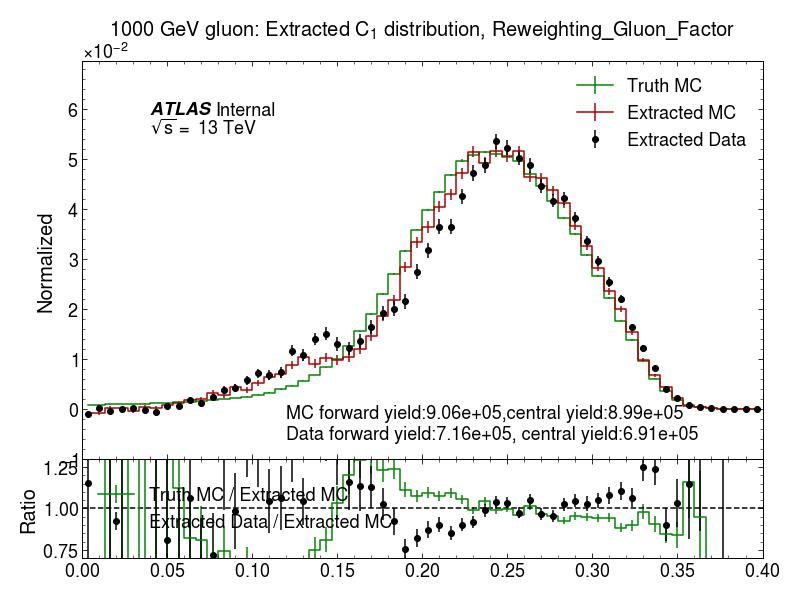 1000 GeV gluon: Extracted C₁ distribution, Reweighting_Gluon_Factor
×10⁻²
ATLAS Internal
√s = 13 TeV
Truth MC
Extracted MC
Extracted Data
Normalized
6
5
4
3
2
1
0
MC forward yield:9.06e+05,central yield:8.99e+05
Data forward yield:7.16e+05, central yield:6.91e+05
1
Ratio
1.25
1.00
0.75
Truth MC / Extracted MC
Extracted Data / Extracted MC
0.00 0.05 0.10 0.15 0.20 0.25 0.30 0.35 0.40